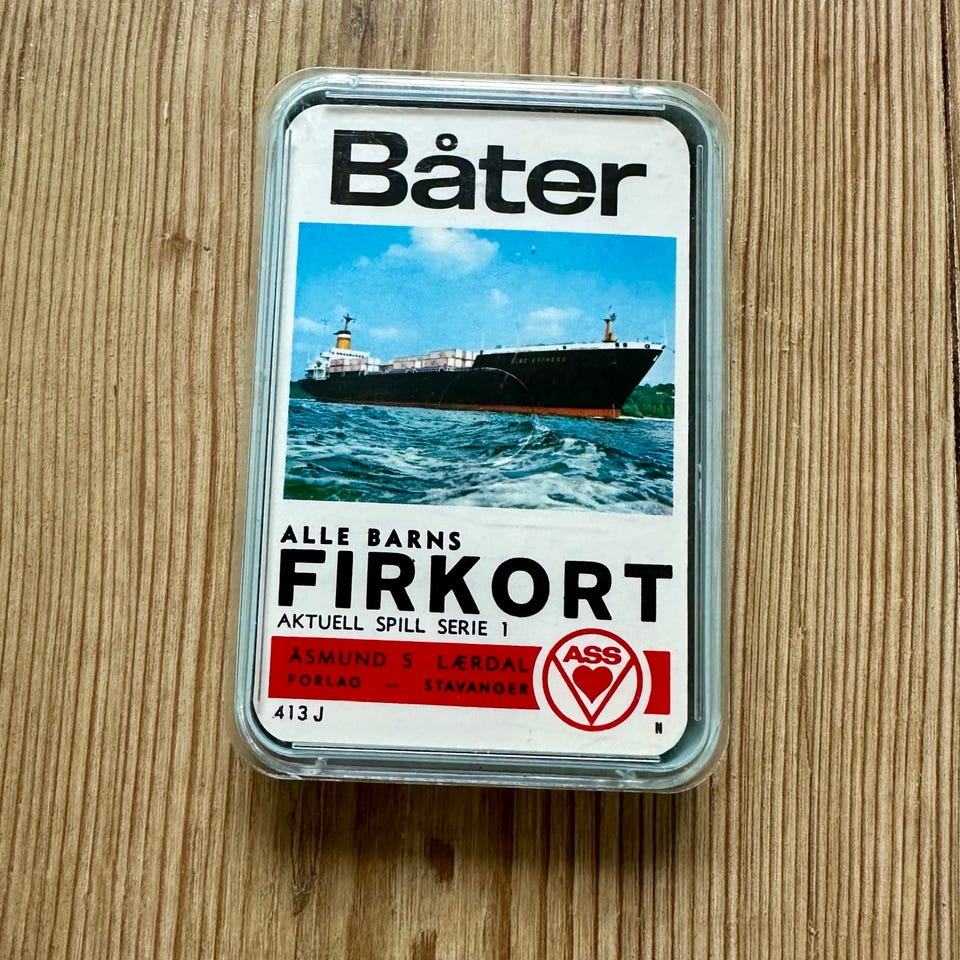 Båter
ALLE BARNS
FIRKORT
AKTUELL SPILL SERIE 1
ÅSMUND S. LÆRDAL
FORLAG — STAVANGER
ASS
413 J
N